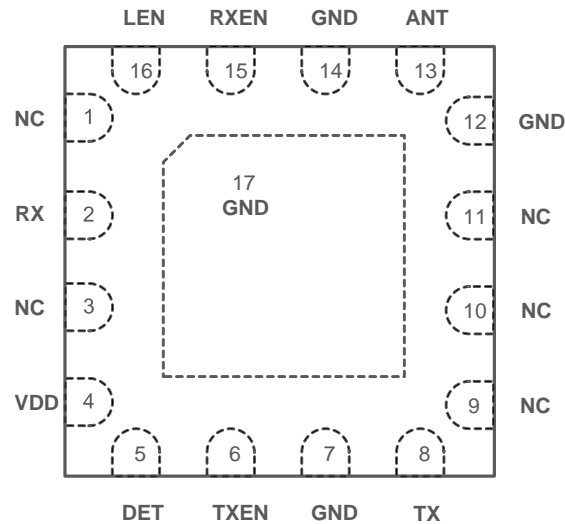 LEN RXEN GND ANT
16 15 14 13
NC 1 12 GND
17
GND
RX 2 11 NC
NC 3 10 NC
VDD 4 9 NC
5 6 7 8
DET TXEN GND TX